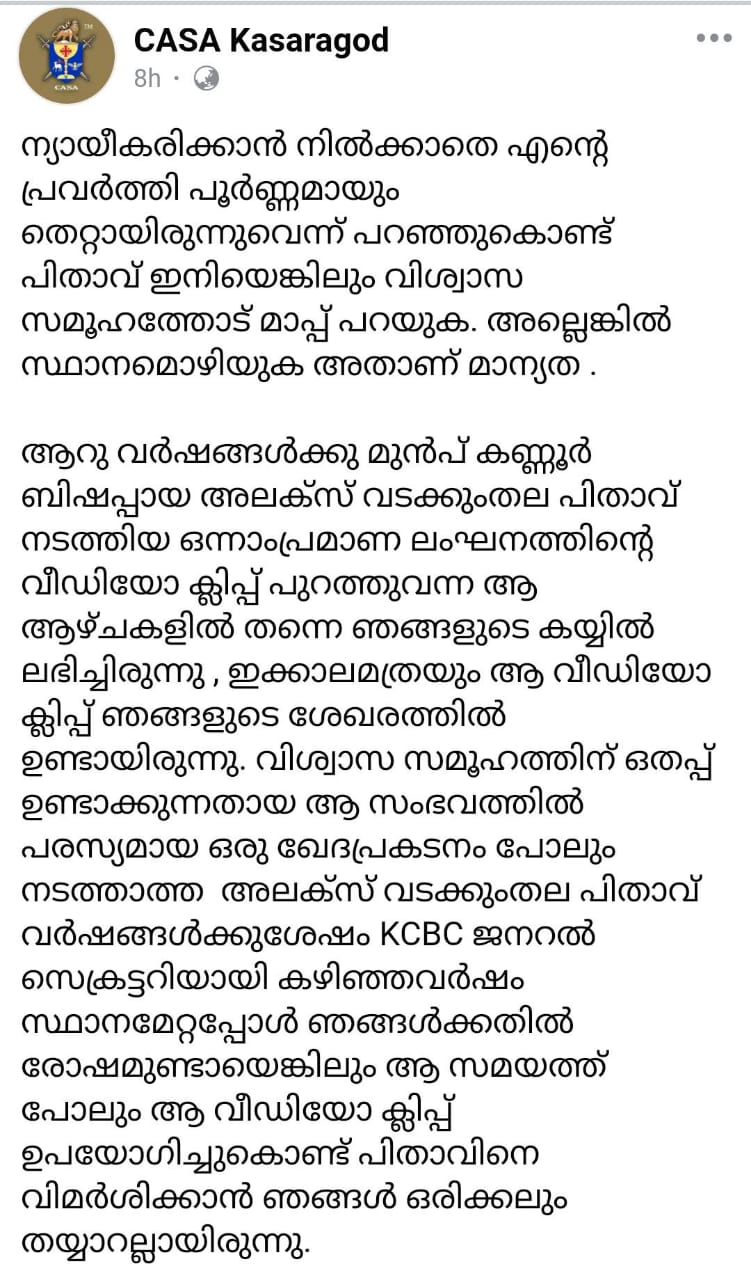 CASA Kasaragod
8h ·
TM
CASA
ന്യായീകരിക്കാൻ നിൽക്കാതെ എന്റെ
പ്രവർത്തി പൂർണ്ണമായും
തെറ്റായിരുന്നുവെന്ന് പറഞ്ഞുകൊണ്ട്
പിതാവ് ഇനിയെങ്കിലും വിശ്വാസ
സമൂഹത്തോട് മാപ്പ് പറയുക. അല്ലെങ്കിൽ
സ്ഥാനമൊഴിയുക അതാണ് മാന്യത .
ആറു വർഷങ്ങൾക്കു മുൻപ് കണ്ണൂർ
ബിഷപ്പായ അലക്സ് വടക്കുംതല പിതാവ്
നടത്തിയ ഒന്നാംപ്രമാണ ലംഘനത്തിന്റെ
വീഡിയോ ക്ലിപ്പ് പുറത്തുവന്ന ആ
ആഴ്ചകളിൽ തന്നെ ഞങ്ങളുടെ കയ്യിൽ
ലഭിച്ചിരുന്നു , ഇക്കാലമത്രയും ആ വീഡിയോ
ക്ലിപ്പ് ഞങ്ങളുടെ ശേഖരത്തിൽ
ഉണ്ടായിരുന്നു. വിശ്വാസ സമൂഹത്തിന് ഒതപ്പ്
ഉണ്ടാക്കുന്നതായ ആ സംഭവത്തിൽ
പരസ്യമായ ഒരു ഖേദപ്രകടനം പോലും
നടത്താത്ത അലക്സ് വടക്കുംതല പിതാവ്
വർഷങ്ങൾക്കുശേഷം KCBC ജനറൽ
സെക്രട്ടറിയായി കഴിഞ്ഞവർഷം
സ്ഥാനമേറ്റപ്പോൾ ഞങ്ങൾക്കതിൽ
രോഷമുണ്ടായെങ്കിലും ആ സമയത്ത്
പോലും ആ വീഡിയോ ക്ലിപ്പ്
ഉപയോഗിച്ചുകൊണ്ട് പിതാവിനെ
വിമർശിക്കാൻ ഞങ്ങൾ ഒരിക്കലും
തയ്യാറല്ലായിരുന്നു.